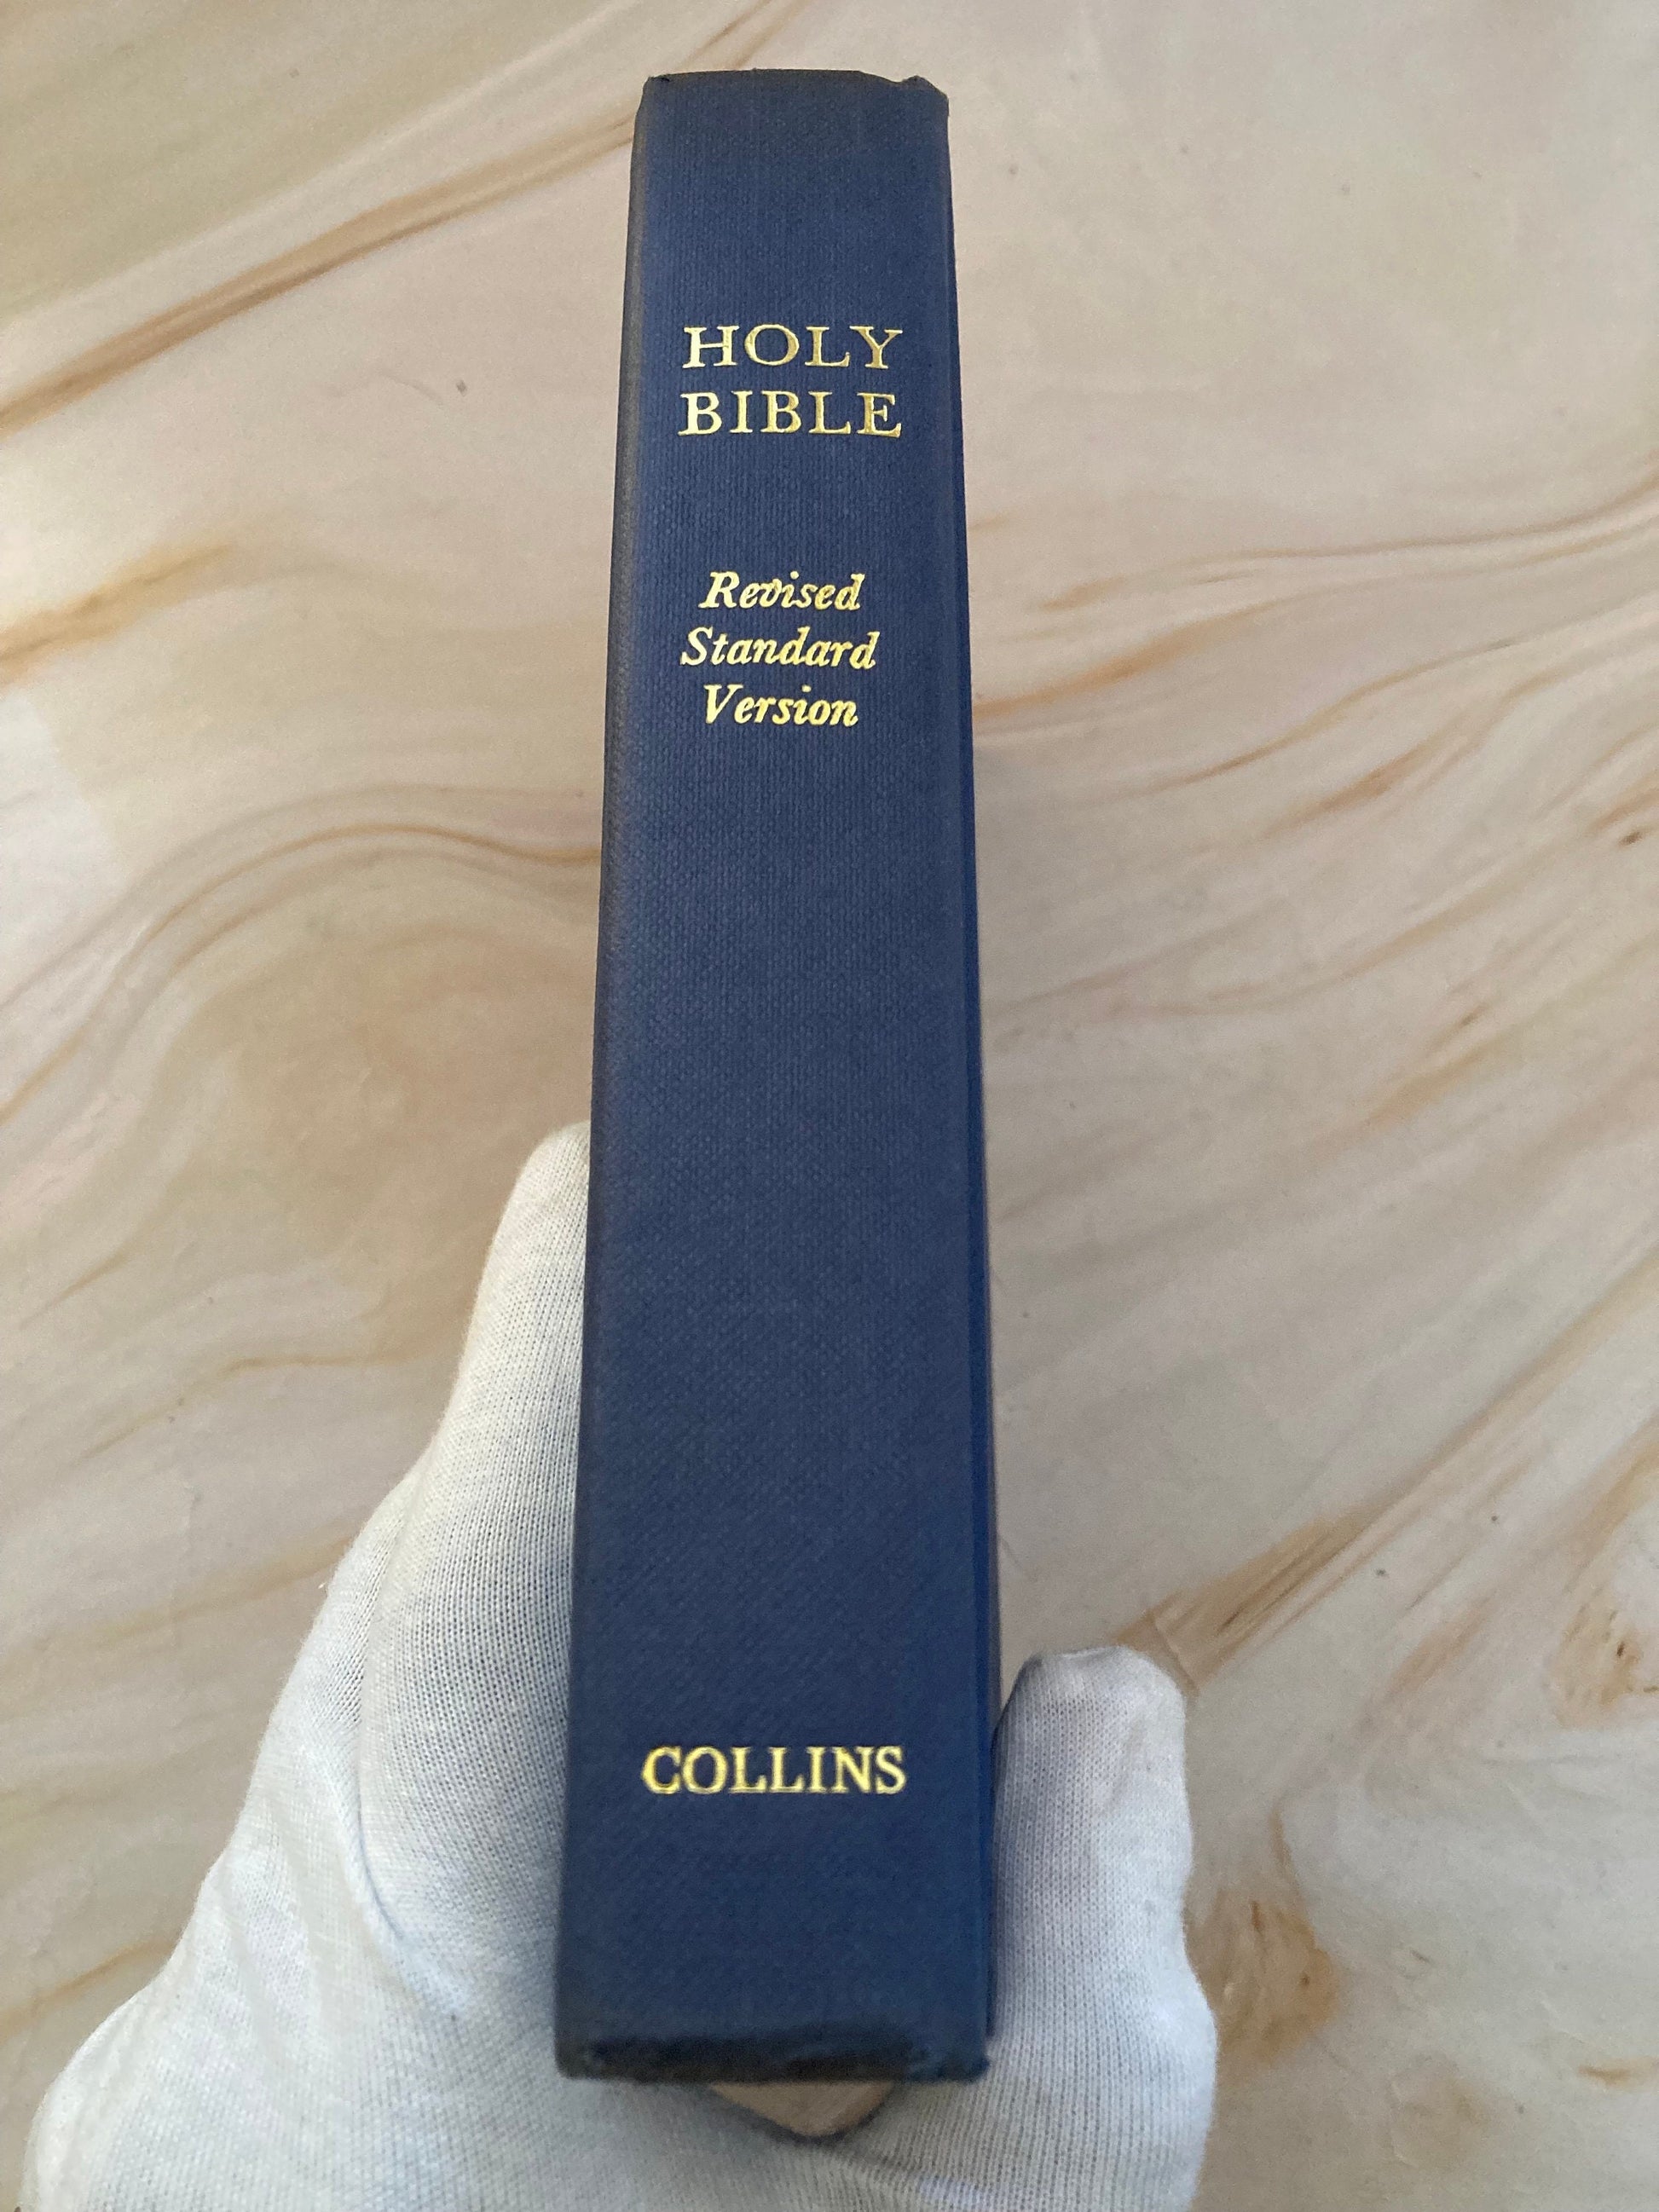 HOLY
BIBLE
Revised
Standard
Version
COLLINS